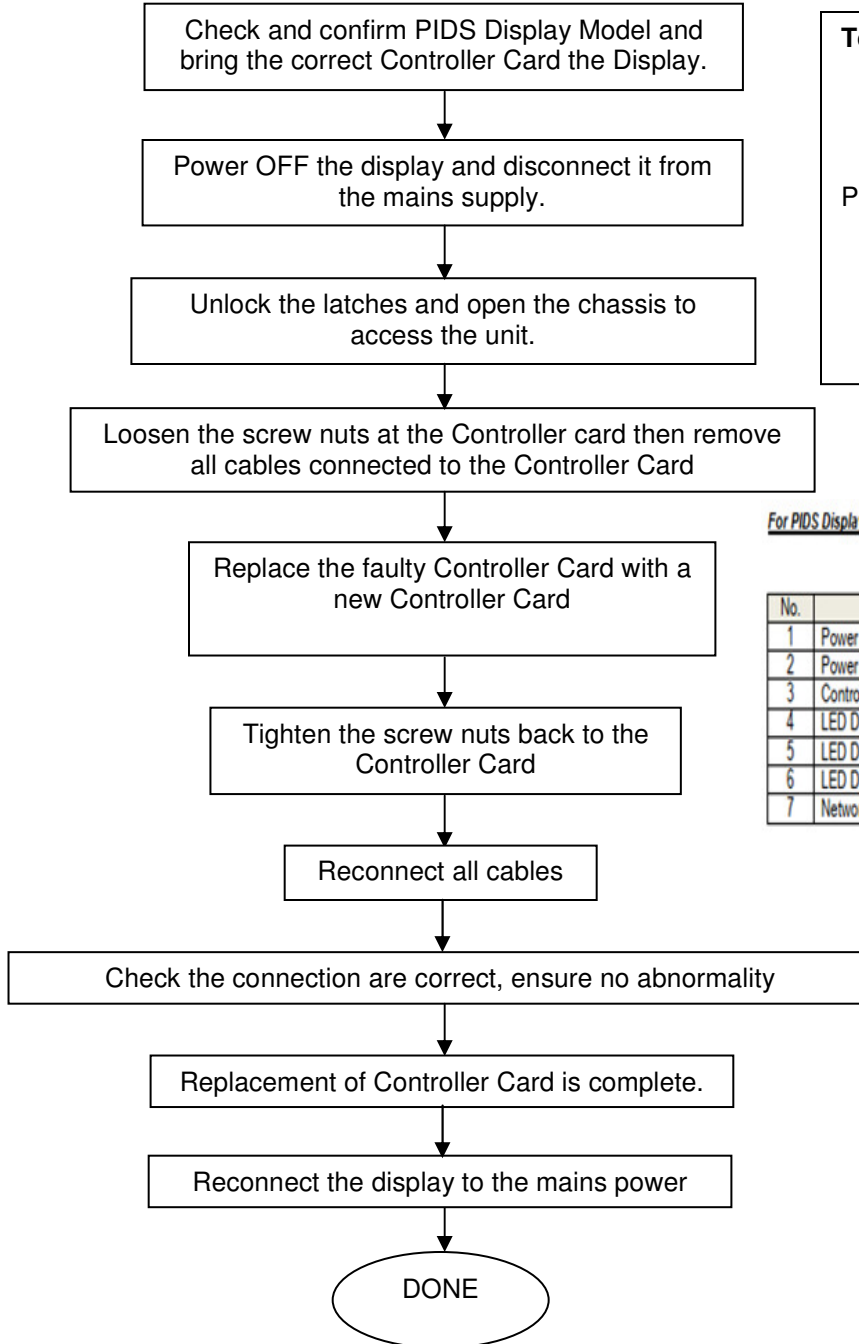 Check and confirm PIDS Display Model and
bring the correct Controller Card the Display.
Power OFF the display and disconnect it from
the mains supply.
Unlock the latches and open the chassis to
access the unit.
Loosen the screw nuts at the Controller card then remove
all cables connected to the Controller Card
Replace the faulty Controller Card with a
new Controller Card
Tighten the screw nuts back to the
Controller Card
Reconnect all cables
Check the connection are correct, ensure no abnormality
Replacement of Controller Card is complete.
Reconnect the display to the mains power
DONE
For PIDS
No.
1 Power
2 Power
3
4 LED
5 LED
6 LED
7